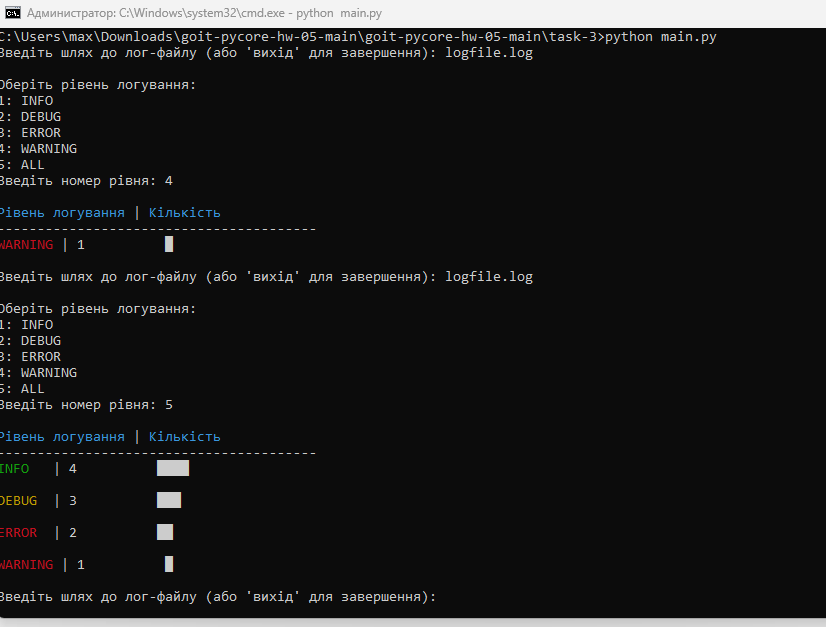 Администратор: C:\Windows\system32\cmd.exe - python main.py
C:\Users\max\Downloads\goit-pycore-hw-05-main\goit-pycore-hw-05-main\task-3>python main.py
Введіть шлях до лог-файлу (або 'вихід' для завершення): logfile.log
Оберіть рівень логування:
1: INFO
2: DEBUG
3: ERROR
4: WARNING
5: ALL
Введіть номер рівня: 4
Рівень логування | Кількість
----------------------------------------
WARNING | 1 █
Введіть шлях до лог-файлу (або 'вихід' для завершення): logfile.log
Оберіть рівень логування:
1: INFO
2: DEBUG
3: ERROR
4: WARNING
5: ALL
Введіть номер рівня: 5
Рівень логування | Кількість
----------------------------------------
INFO | 4 ████
DEBUG | 3 ███
ERROR | 2 ██
WARNING | 1 █
Введіть шлях до лог-файлу (або 'вихід' для завершення):